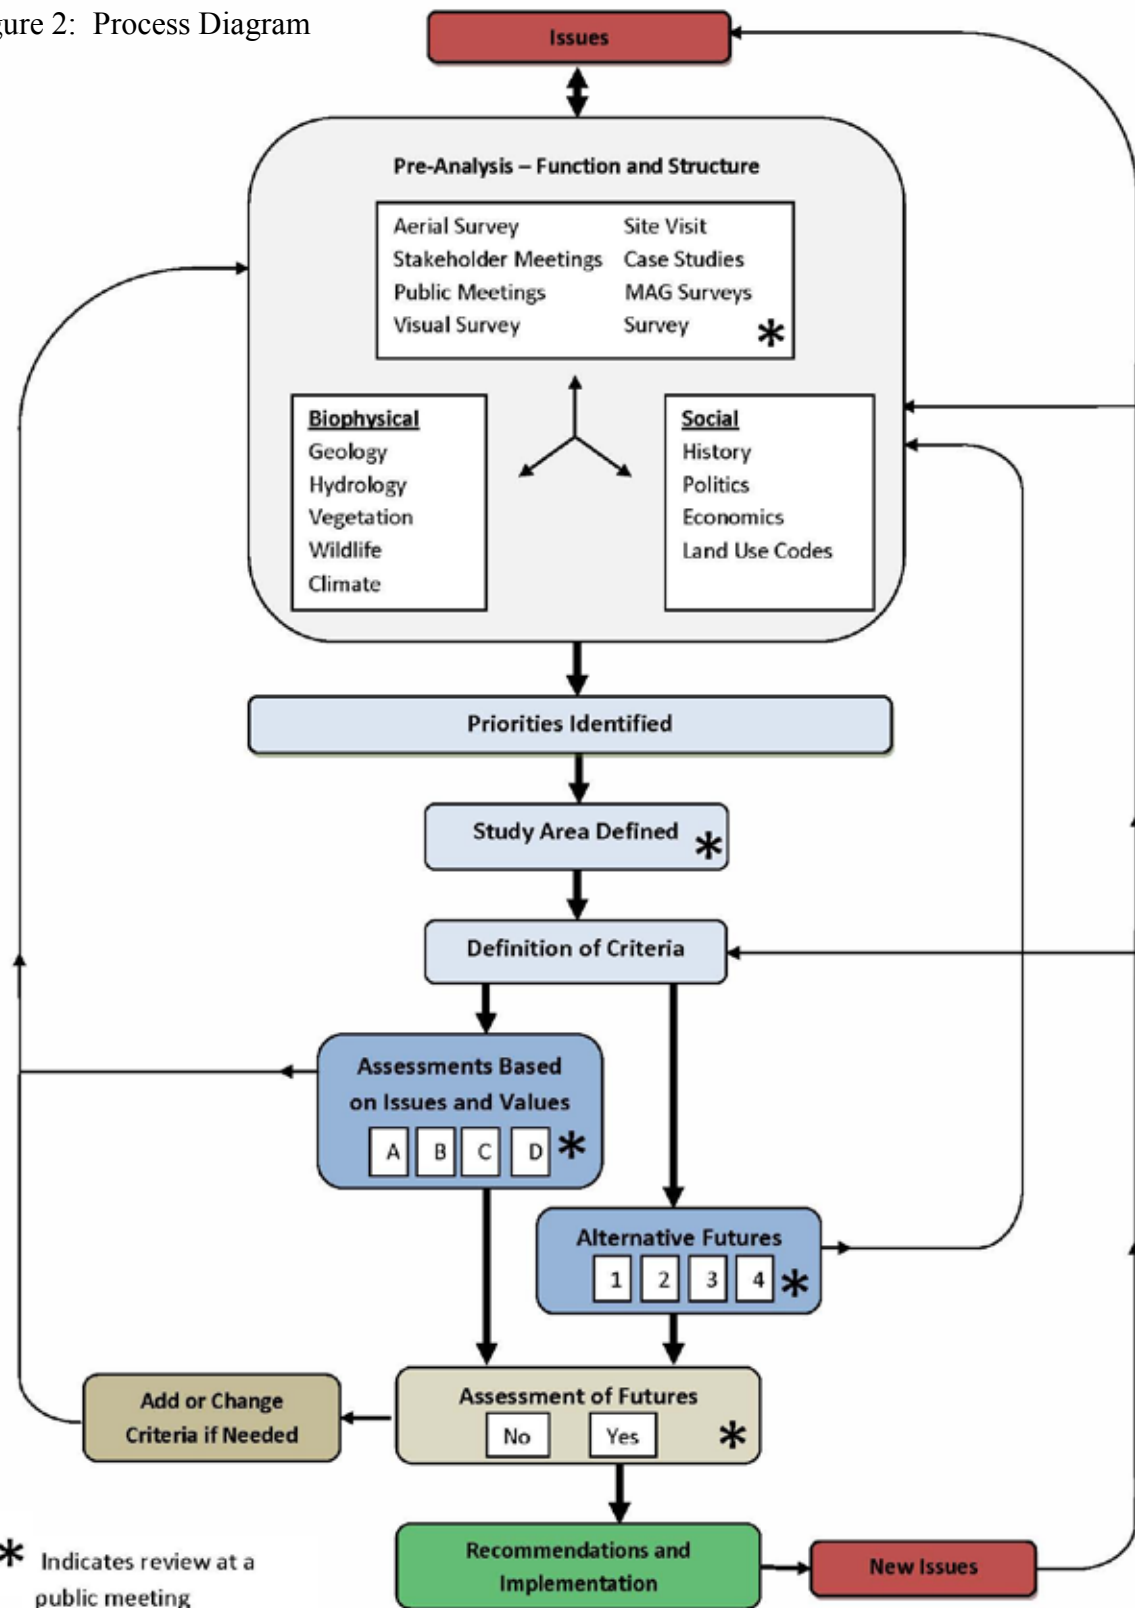 gure 2: Process Diagram
Issues
Pre-Analysis – Function and Structure
Aerial Survey
Stakeholder Meetings
Public Meetings
Visual Survey
Site Visit
Case Studies
MAG Surveys
Survey
*
Biophysical
Geology
Hydrology
Vegetation
Wildlife
Climate
Social
History
Politics
Economics
Land Use Codes
Priorities Identified
Study Area Defined *
Definition of Criteria
Assessments Based
on Issues and Values
A B C D *
Alternative Futures
1 2 3 4 *
Assessment of Futures
No Yes *
Add or Change
Criteria if Needed
Recommendations and
Implementation
New Issues
* Indicates review at a
public meeting